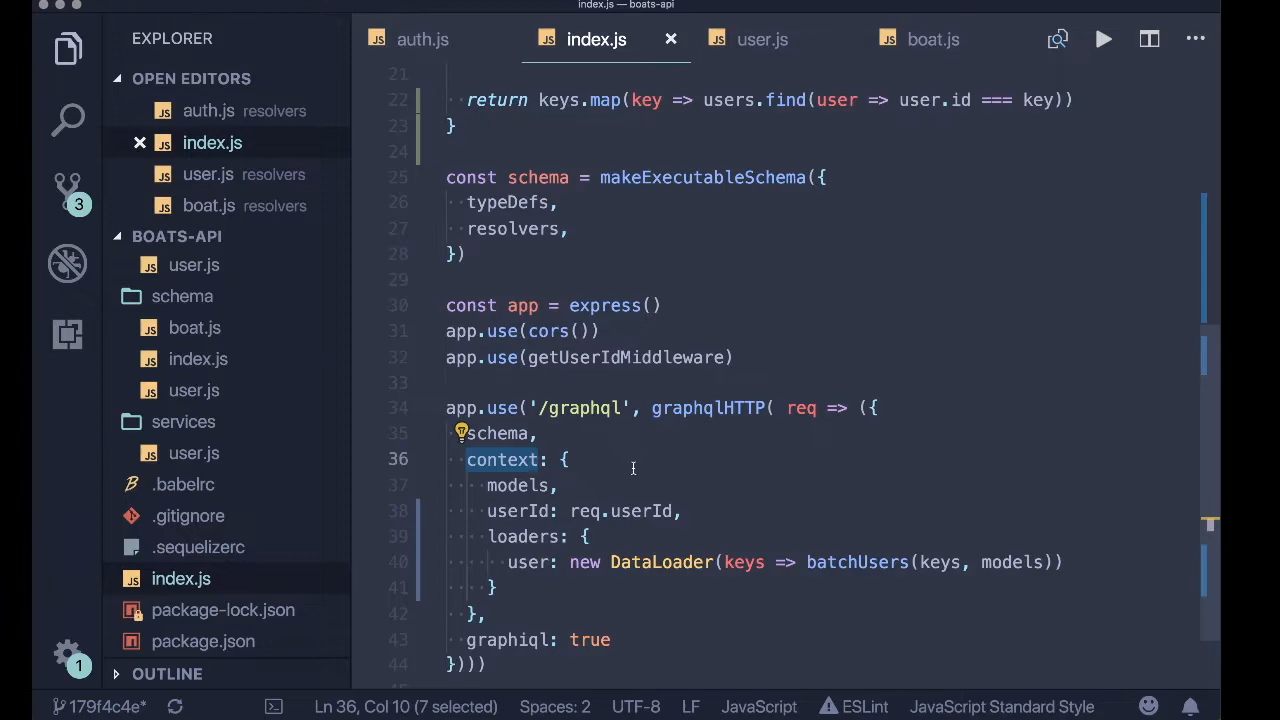 index.js — boats-api
EXPLORER
OPEN EDITORS
auth.js resolvers
index.js
user.js resolvers
boat.js resolvers
BOATS-API
user.js
schema
boat.js
index.js
user.js
services
user.js
.babelrc
.gitignore
.sequelizerc
index.js
package-lock.json
package.json
OUTLINE
3
1
auth.js index.js user.js boat.js
21
22 return keys.map(key => users.find(user => user.id === key))
23 }
24
25 const schema = makeExecutableSchema({
26 typeDefs,
27 resolvers,
28 })
29
30 const app = express()
31 app.use(cors())
32 app.use(getUserIdMiddleware)
33
34 app.use('/graphql', graphqlHTTP( req => ({
35 schema,
36 context: {
37 models,
38 userId: req.userId,
39 loaders: {
40 user: new DataLoader(keys => batchUsers(keys, models))
41 }
42 },
43 graphiql: true
44 })))
179f4c4e* Ln 36, Col 10 (7 selected) Spaces: 2 UTF-8 LF JavaScript ESLint JavaScript Standard Style